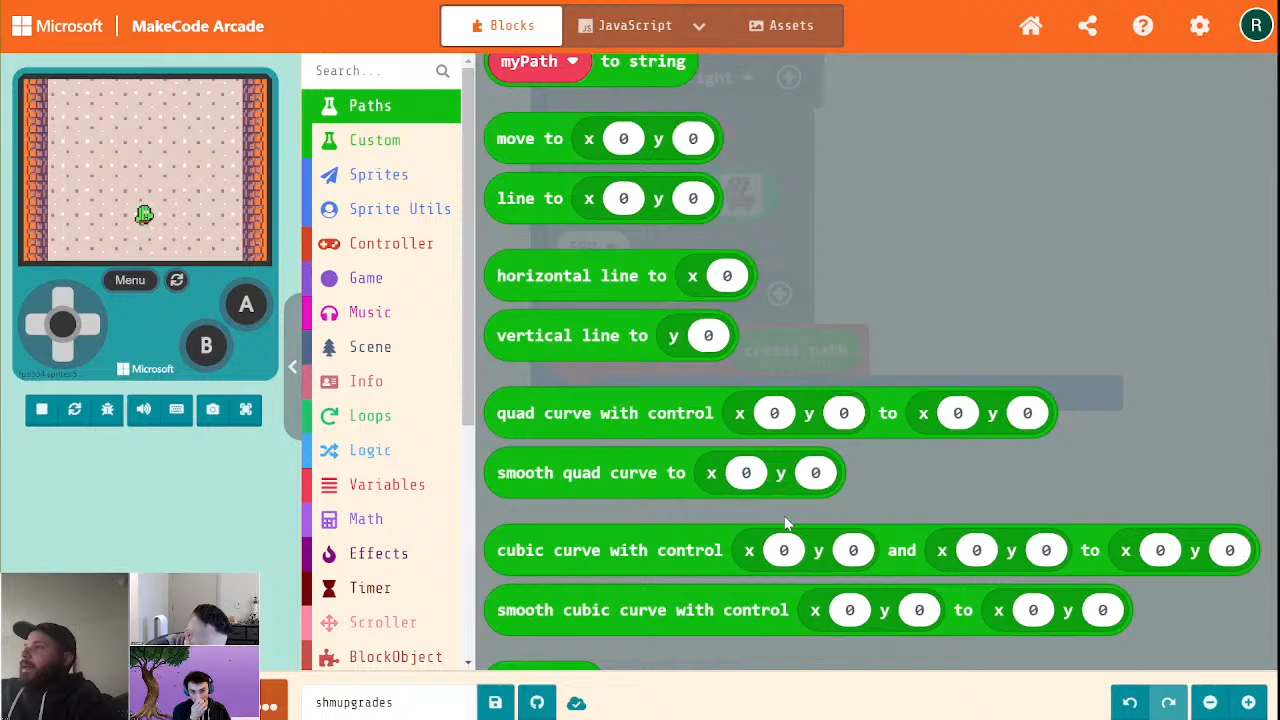 Microsoft MakeCode Arcade Blocks JavaScript Assets R
Search...
Paths
Custom
Sprites
Sprite Utils
Controller
Game
Music
Scene
Info
Loops
Logic
Variables
Math
Effects
Timer
Scroller
BlockObject
Menu
A
B
Microsoft
myPath to string
move to x 0 y 0
line to x 0 y 0
horizontal line to x 0
vertical line to y 0
create path
quad curve with control x 0 y 0 to x 0 y 0
smooth quad curve to x 0 y 0
cubic curve with control x 0 y 0 and x 0 y 0 to x 0 y 0
smooth cubic curve with control x 0 y 0 to x 0 y 0
shmupgrades